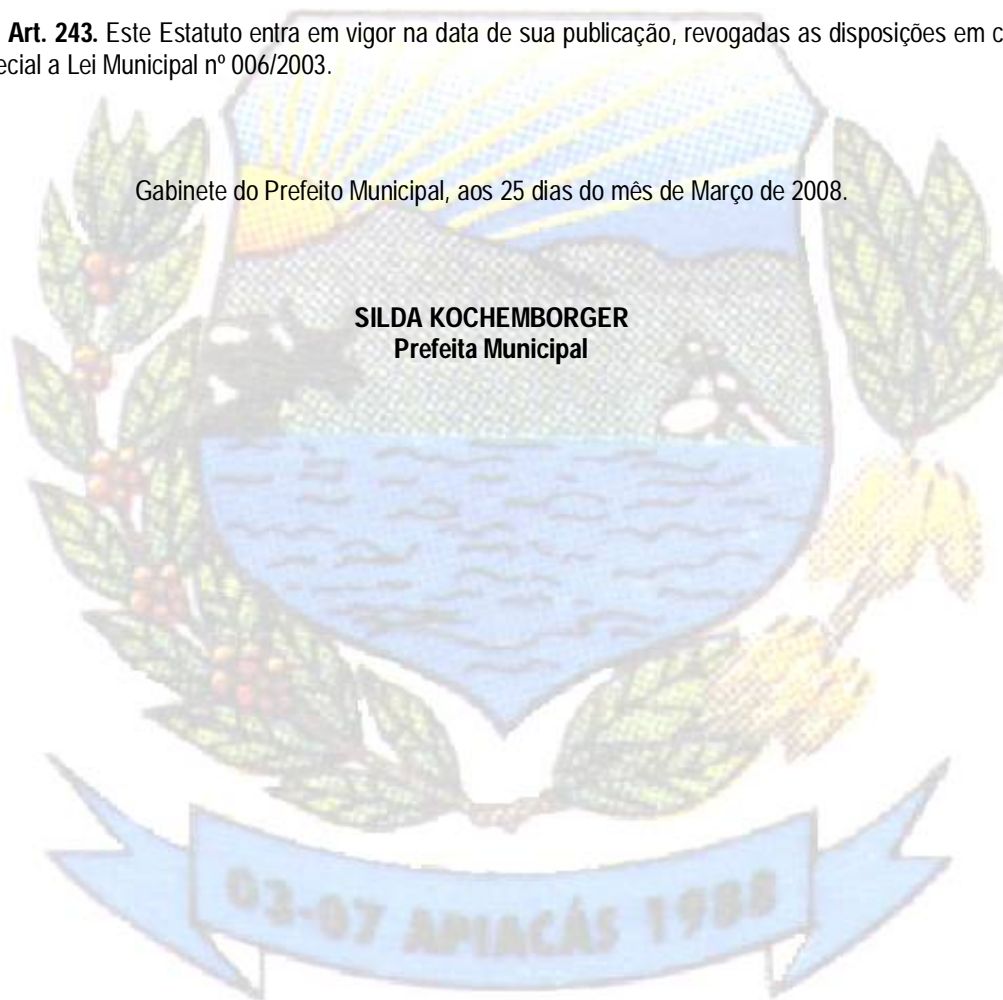 Art. 243. Este Estatuto entra em vigor na data de sua publicação, revogadas as disposições em
a Lei Municipal nº 006/2003.
Gabinete do Prefeito Municipal, aos 25 dias do mês de Março de 2008.
SILDA KOCHEMBORGER
Prefeita Municipal
03-07 APIACÁS 1988